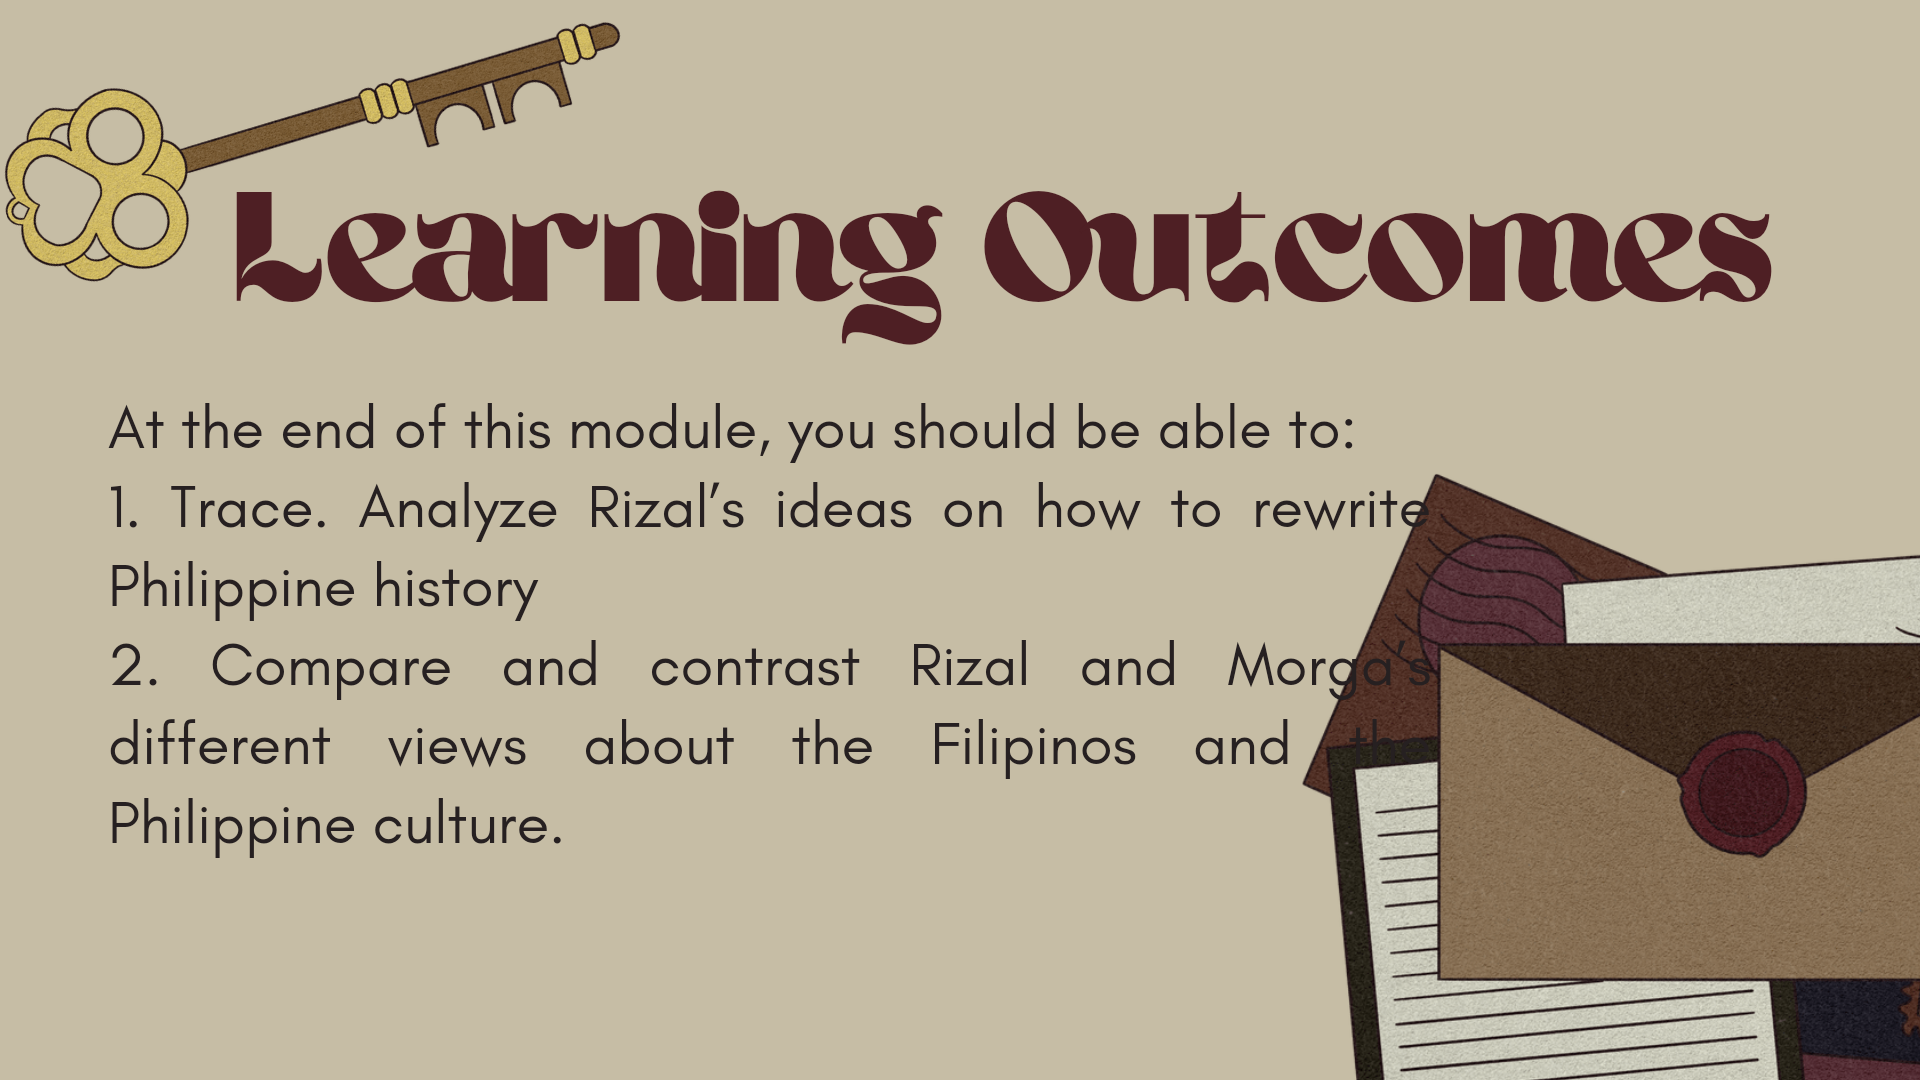 Learning Outcomes
At the end of this module, you should be able to:
1. Trace. Analyze Rizal’s ideas on how to rewrite
Philippine history
2. Compare and contrast Rizal and Morga’s
different views about the Filipinos and the
Philippine culture.